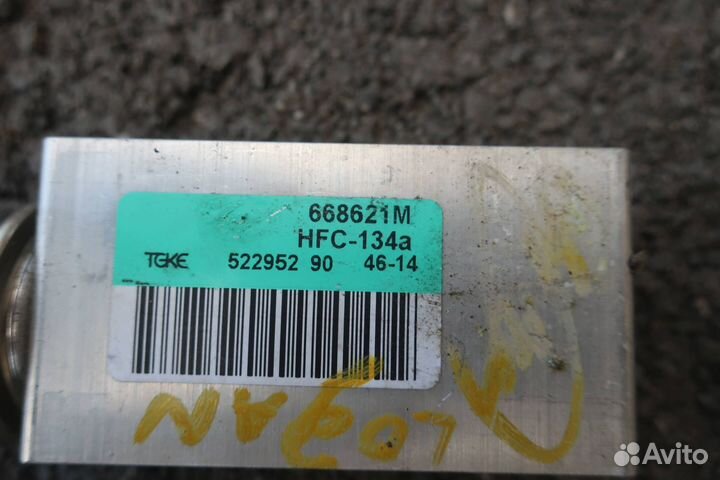 668621M
HFC-134a
TGKE 522952 90 46-14
LOgAN
Avito